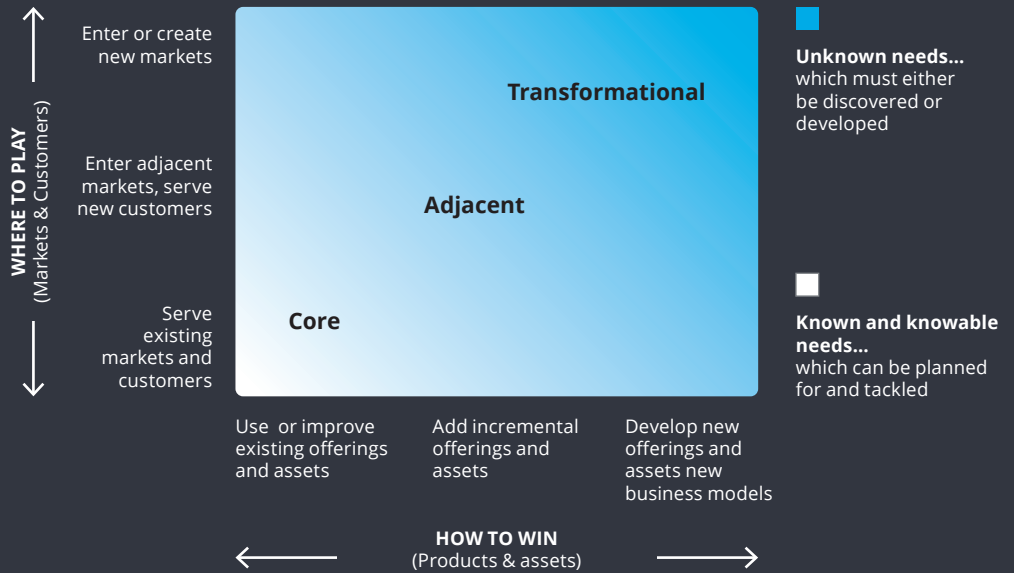 Enter or create
new markets
Enter adjacent
markets, serve
new customers
Serve
existing
markets and
customers
WHERE TO PLAY
(Markets & Customers)
Transformational
Adjacent
Core
Unknown needs...
which must either
be discovered or
developed
Known and knowable
needs...
which can be planned
for and tackled
Use or improve
existing offerings
and assets
Add incremental
offerings and
assets
Develop new
offerings and
assets new
business models
HOW TO WIN
(Products & assets)